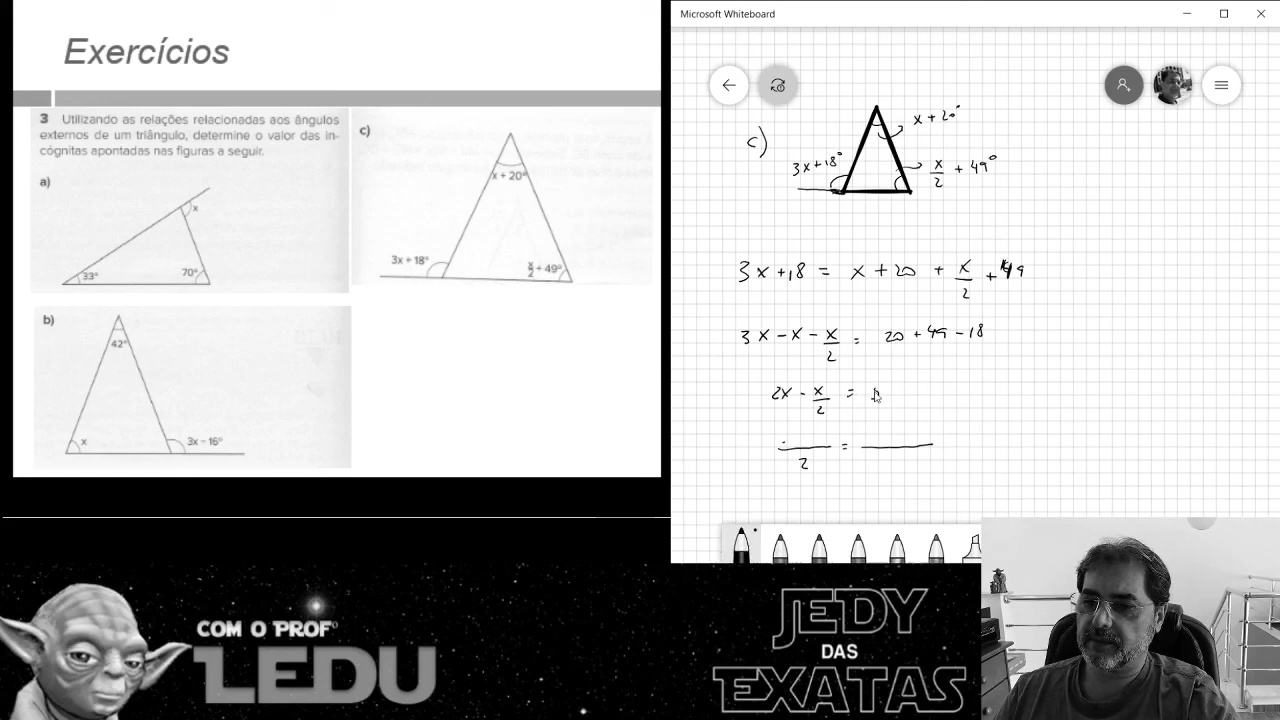 Exercícios
3 Utilizando as relações relacionadas aos ângulos
externos de um triângulo, determine o valor das in-
cógnitas apontadas nas figuras a seguir.
a)
x
33°
70°
b)
42°
x
3x – 16°
c)
x + 20°
3x + 18°
x/2 + 49°
Microsoft Whiteboard
c)
x + 20°
3x + 18°
x/2 + 49°
3x + 18 = x + 20 + x/2 + 49
3x - x - x/2 = 20 + 49 - 18
2x - x/2 =
2 =
COM O PROFº
LEDU
JEDY
DAS
EXATAS